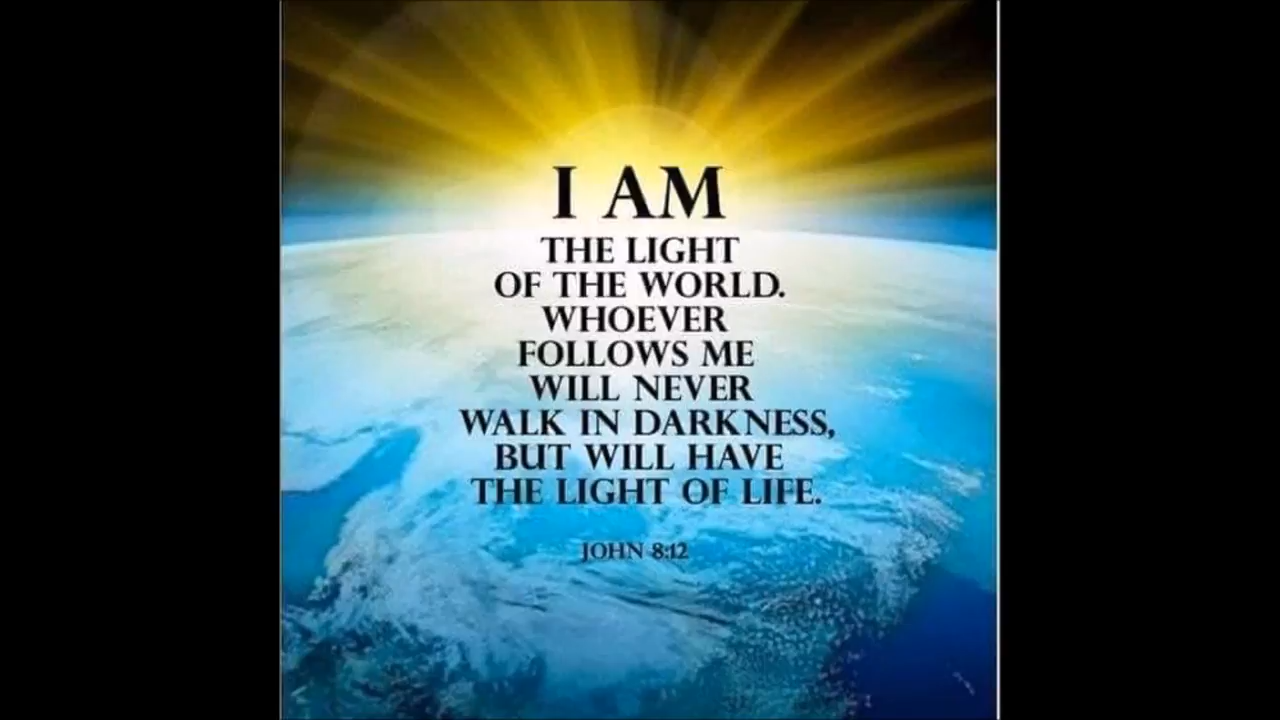 I AM
THE LIGHT
OF THE WORLD.
WHOEVER
FOLLOWS ME
WILL NEVER
WALK IN DARKNESS,
BUT WILL HAVE
THE LIGHT OF LIFE.
JOHN 8:12